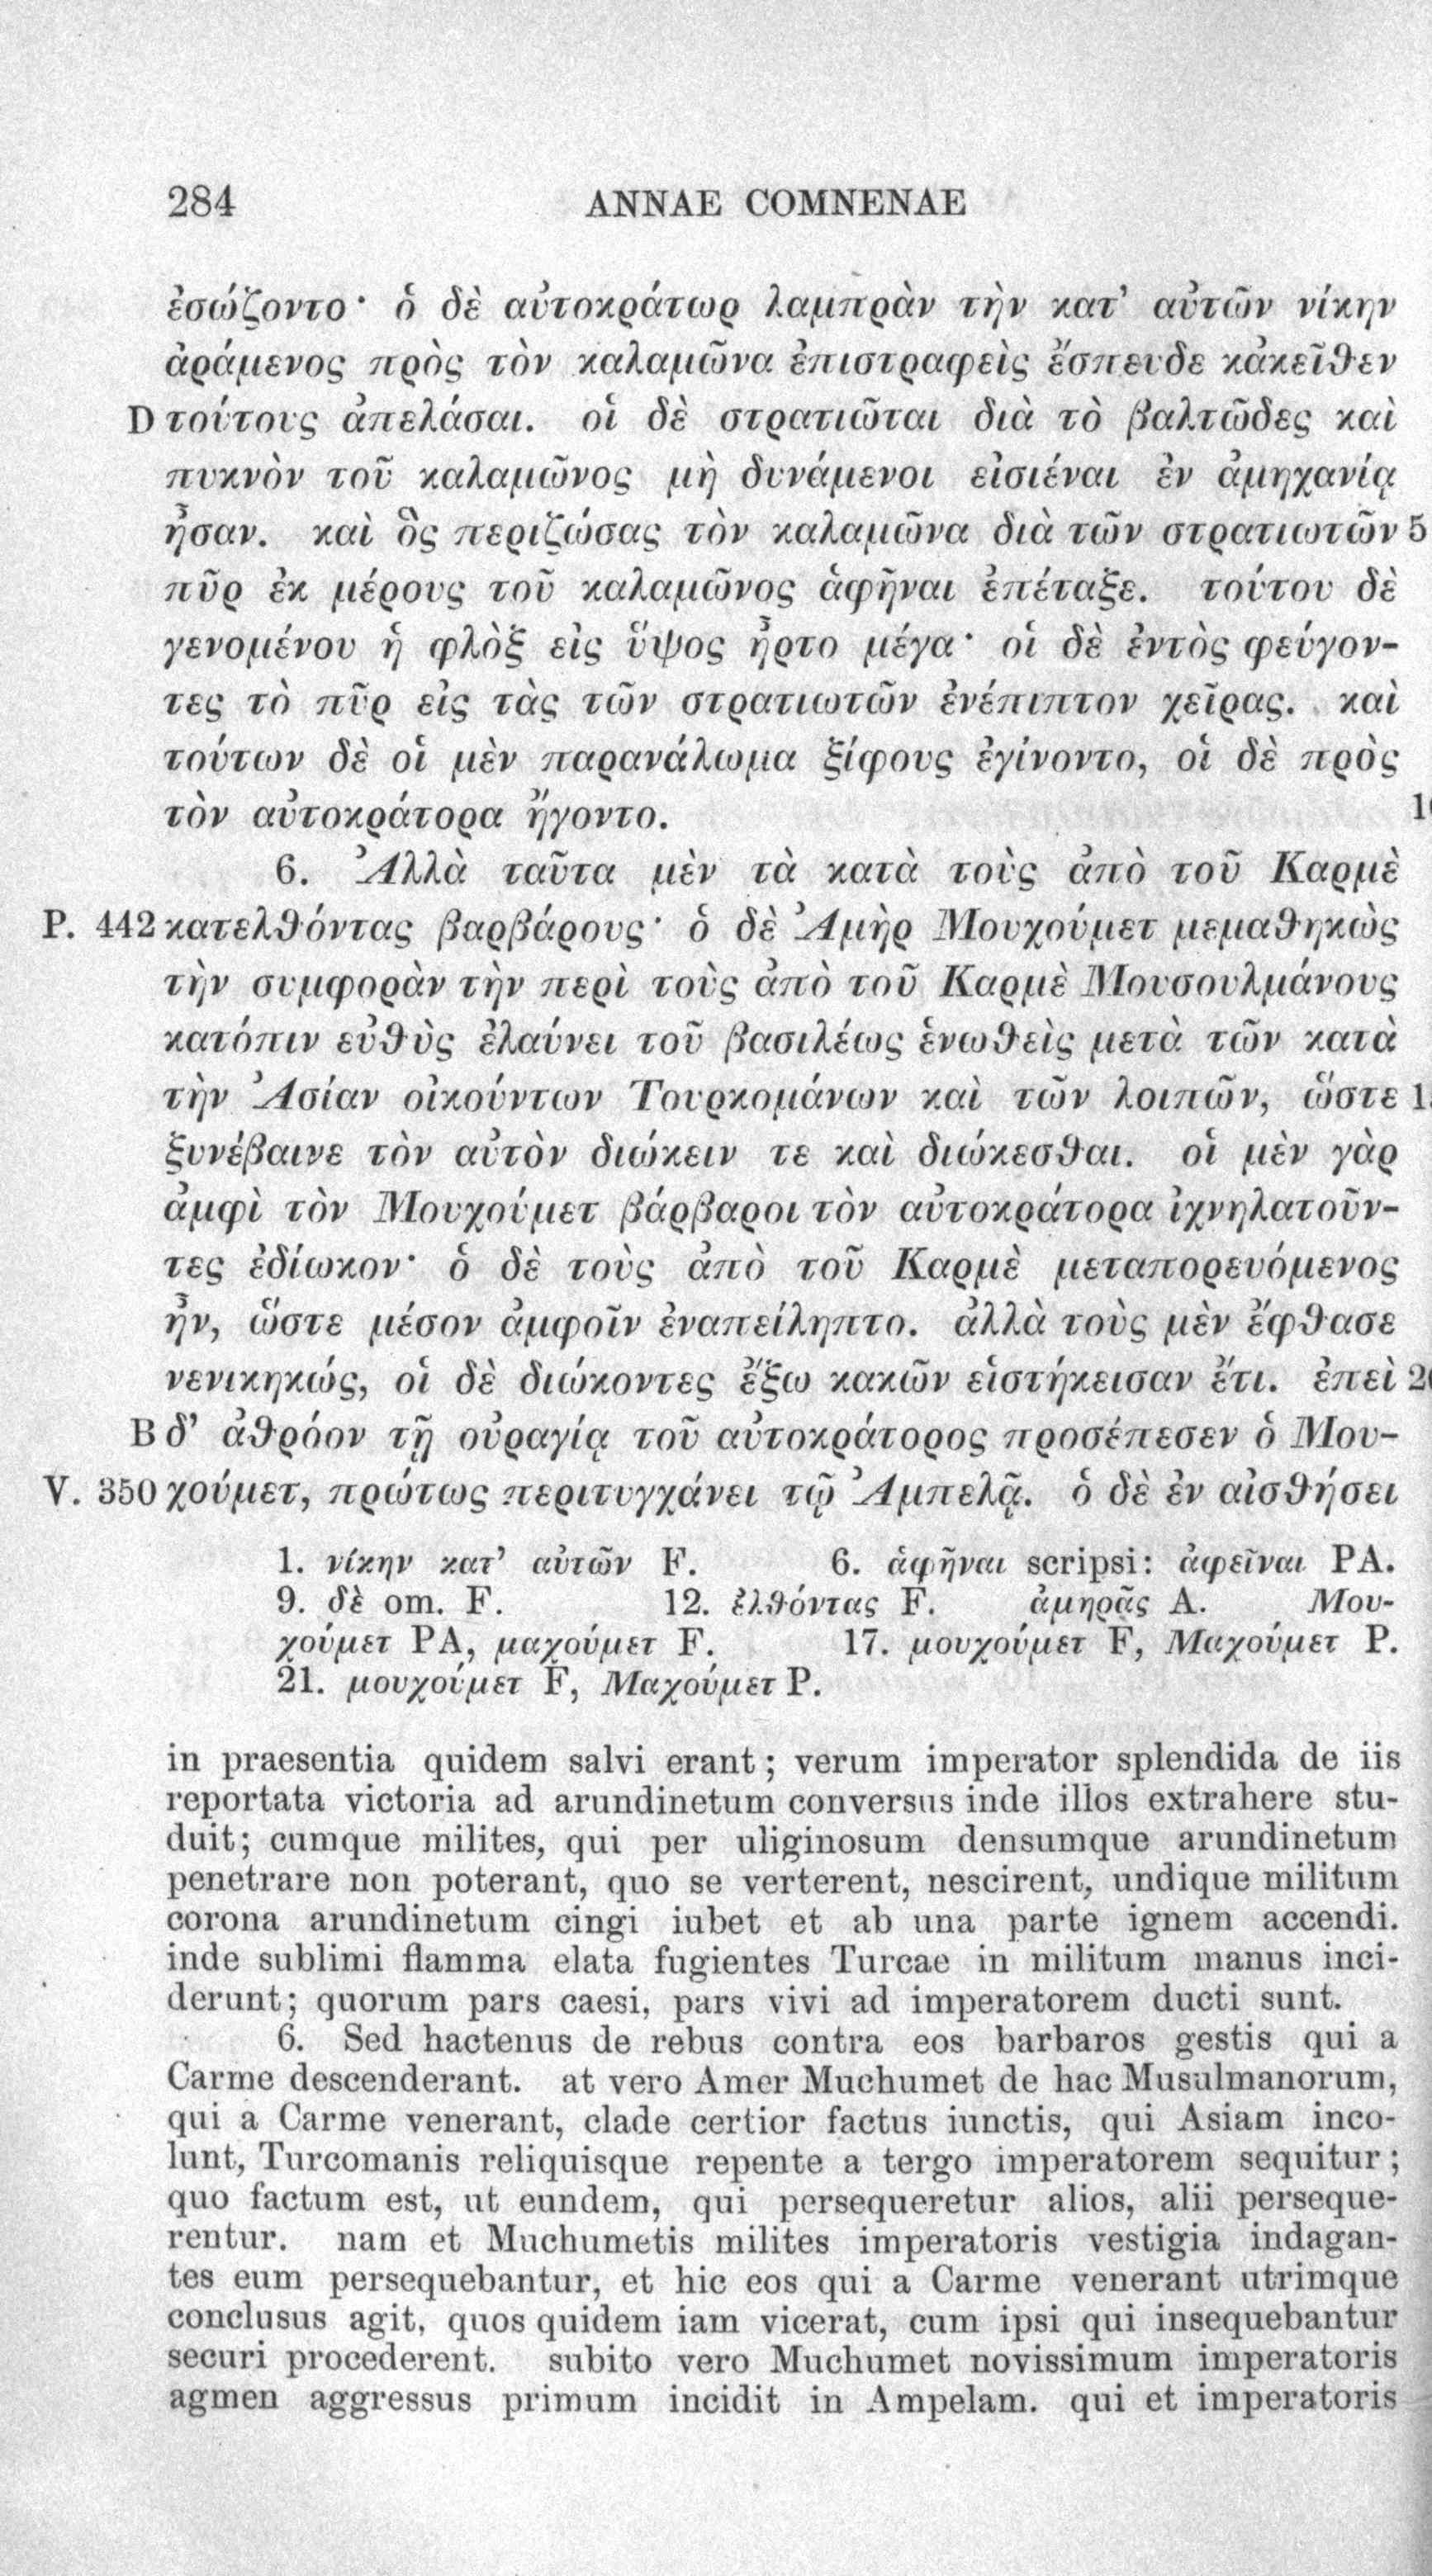 284 ANNAE COMNENAE
ἐσώζοντο· ὁ δὲ αὐτοκράτωρ λαμπρὰν τὴν κατ' αὐτῶν νίκην
ἀράμενος πρὸς τὸν καλαμῶνα ἐπιστραφεὶς ἔσπευδε κἀκεῖθεν
D τούτους ἀπελάσαι. οἱ δὲ στρατιῶται διὰ τὸ βαλτῶδες καὶ
πυκνὸν τοῦ καλαμῶνος μὴ δυνάμενοι εἰσιέναι ἐν ἀμηχανίᾳ
ἦσαν. καὶ ὃς περιζώσας τὸν καλαμῶνα διὰ τῶν στρατιωτῶν 5
πῦρ ἐκ μέρους τοῦ καλαμῶνος ἁφῆναι ἐπέταξε. τούτου δὲ
γενομένου ἡ φλὸξ εἰς ὕψος ἦρτο μέγα· οἱ δὲ ἐντὸς φεύγον-
τες τὸ πῦρ εἰς τὰς τῶν στρατιωτῶν ἐνέπιπτον χεῖρας. καὶ
τούτων δὲ οἱ μὲν παρανάλωμα ξίφους ἐγίνοντο, οἱ δὲ πρὸς
τὸν αὐτοκράτορα ἤγοντο. 1
6. Ἀλλὰ ταῦτα μὲν τὰ κατὰ τοὺς ἀπὸ τοῦ Καρμὲ
P. 442 κατελθόντας βαρβάρους· ὁ δὲ Ἀμὴρ Μουχούμετ μεμαθηκὼς
τὴν συμφορὰν τὴν περὶ τοὺς ἀπὸ τοῦ Καρμὲ Μουσουλμάνους
κατόπιν εὐθὺς ἐλαύνει τοῦ βασιλέως ἑνωθεὶς μετὰ τῶν κατὰ
τὴν Ἀσίαν οἰκούντων Τουρκομάνων καὶ τῶν λοιπῶν, ὥστε 1
ξυνέβαινε τὸν αὐτὸν διώκειν τε καὶ διώκεσθαι. οἱ μὲν γὰρ
ἀμφὶ τὸν Μουχούμετ βάρβαροι τὸν αὐτοκράτορα ἰχνηλατοῦν-
τες ἐδίωκον· ὁ δὲ τοὺς ἀπὸ τοῦ Καρμὲ μεταπορευόμενος
ἦν, ὥστε μέσον ἀμφοῖν ἐναπείληπτο. ἀλλὰ τοὺς μὲν ἔφθασε
νενικηκώς, οἱ δὲ διώκοντες ἔξω κακῶν εἱστήκεισαν ἔτι. ἐπεὶ 2
B δ' ἀθρόον τῇ οὐραγίᾳ τοῦ αὐτοκράτορος προσέπεσεν ὁ Μου-
V. 350 χούμετ, πρώτως περιτυγχάνει τῷ Ἀμπελᾷ. ὁ δὲ ἐν αἰσθήσει
1. νίκην κατ' αὐτῶν F. 6. ἁφῆναι scripsi: ἀφεῖναι PA.
9. δὲ om. F. 12. ἐλθόντας F. ἀμηρᾶς A. Μου-
χούμετ PA, μαχούμετ F. 17. μουχούμετ F, Μαχούμετ P.
21. μουχούμετ F, Μαχούμετ P.
in praesentia quidem salvi erant; verum imperator splendida de iis
reportata victoria ad arundinetum conversus inde illos extrahere stu-
duit; cumque milites, qui per uliginosum densumque arundinetum
penetrare non poterant, quo se verterent, nescirent, undique militum
corona arundinetum cingi iubet et ab una parte ignem accendi.
inde sublimi flamma elata fugientes Turcae in militum manus inci-
derunt; quorum pars caesi, pars vivi ad imperatorem ducti sunt.
6. Sed hactenus de rebus contra eos barbaros gestis qui a
Carme descenderant. at vero Amer Muchumet de hac Musulmanorum,
qui a Carme venerant, clade certior factus iunctis, qui Asiam inco-
lunt, Turcomanis reliquisque repente a tergo imperatorem sequitur;
quo factum est, ut eundem, qui persequeretur alios, alii perseque-
rentur. nam et Muchumetis milites imperatoris vestigia indagan-
tes eum persequebantur, et hic eos qui a Carme venerant utrimque
conclusus agit, quos quidem iam vicerat, cum ipsi qui insequebantur
securi procederent. subito vero Muchumet novissimum imperatoris
agmen aggressus primum incidit in Ampelam. qui et imperatoris